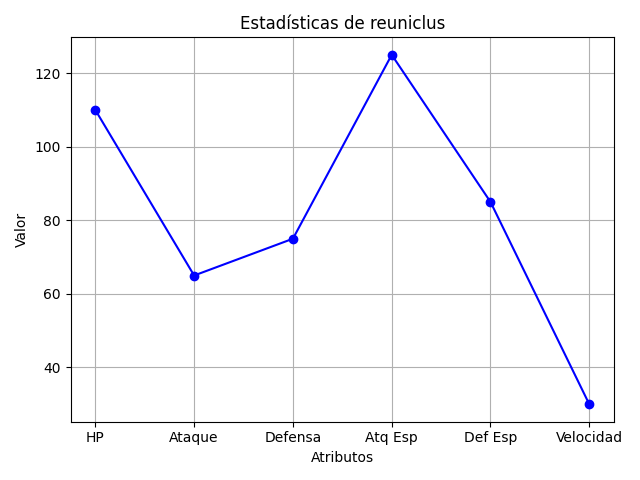 Estadísticas de reuniclus
120
100
80
60
40
Valor
HP Ataque Defensa Atq Esp Def Esp Velocidad
Atributos